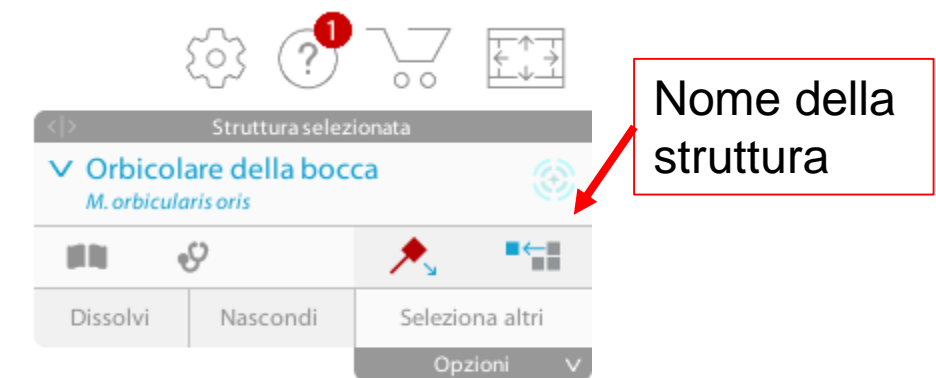 ?
1
Struttura selezionata
Orbicolare della bocca
M. orbicularis oris
Dissolvi Nascondi Seleziona altri
Opzioni
Nome della
struttura